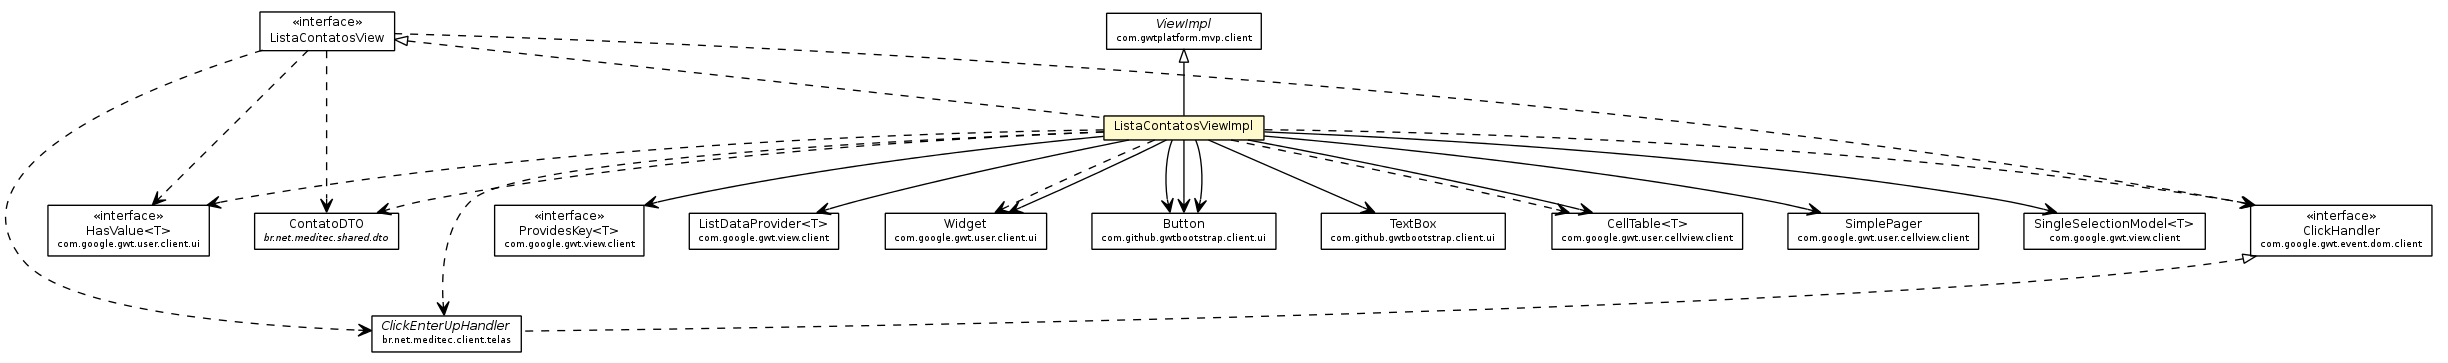 «interface»
ListaContatosView
ViewImpl
com.gwtplatform.mvp.client
ListaContatosViewImpl
«interface»
HasValue<T>
com.google.gwt.user.client.ui
ContatoDTO
br.net.meditec.shared.dto
«interface»
ProvidesKey<T>
com.google.gwt.view.client
ListDataProvider<T>
com.google.gwt.view.client
Widget
com.google.gwt.user.client.ui
Button
com.github.gwtbootstrap.client.ui
TextBox
com.github.gwtbootstrap.client.ui
CellTable<T>
com.google.gwt.user.cellview.client
SimplePager
com.google.gwt.user.cellview.client
SingleSelectionModel<T>
com.google.gwt.view.client
«interface»
ClickHandler
com.google.gwt.event.dom.client
ClickEnterUpHandler
br.net.meditec.client.telas